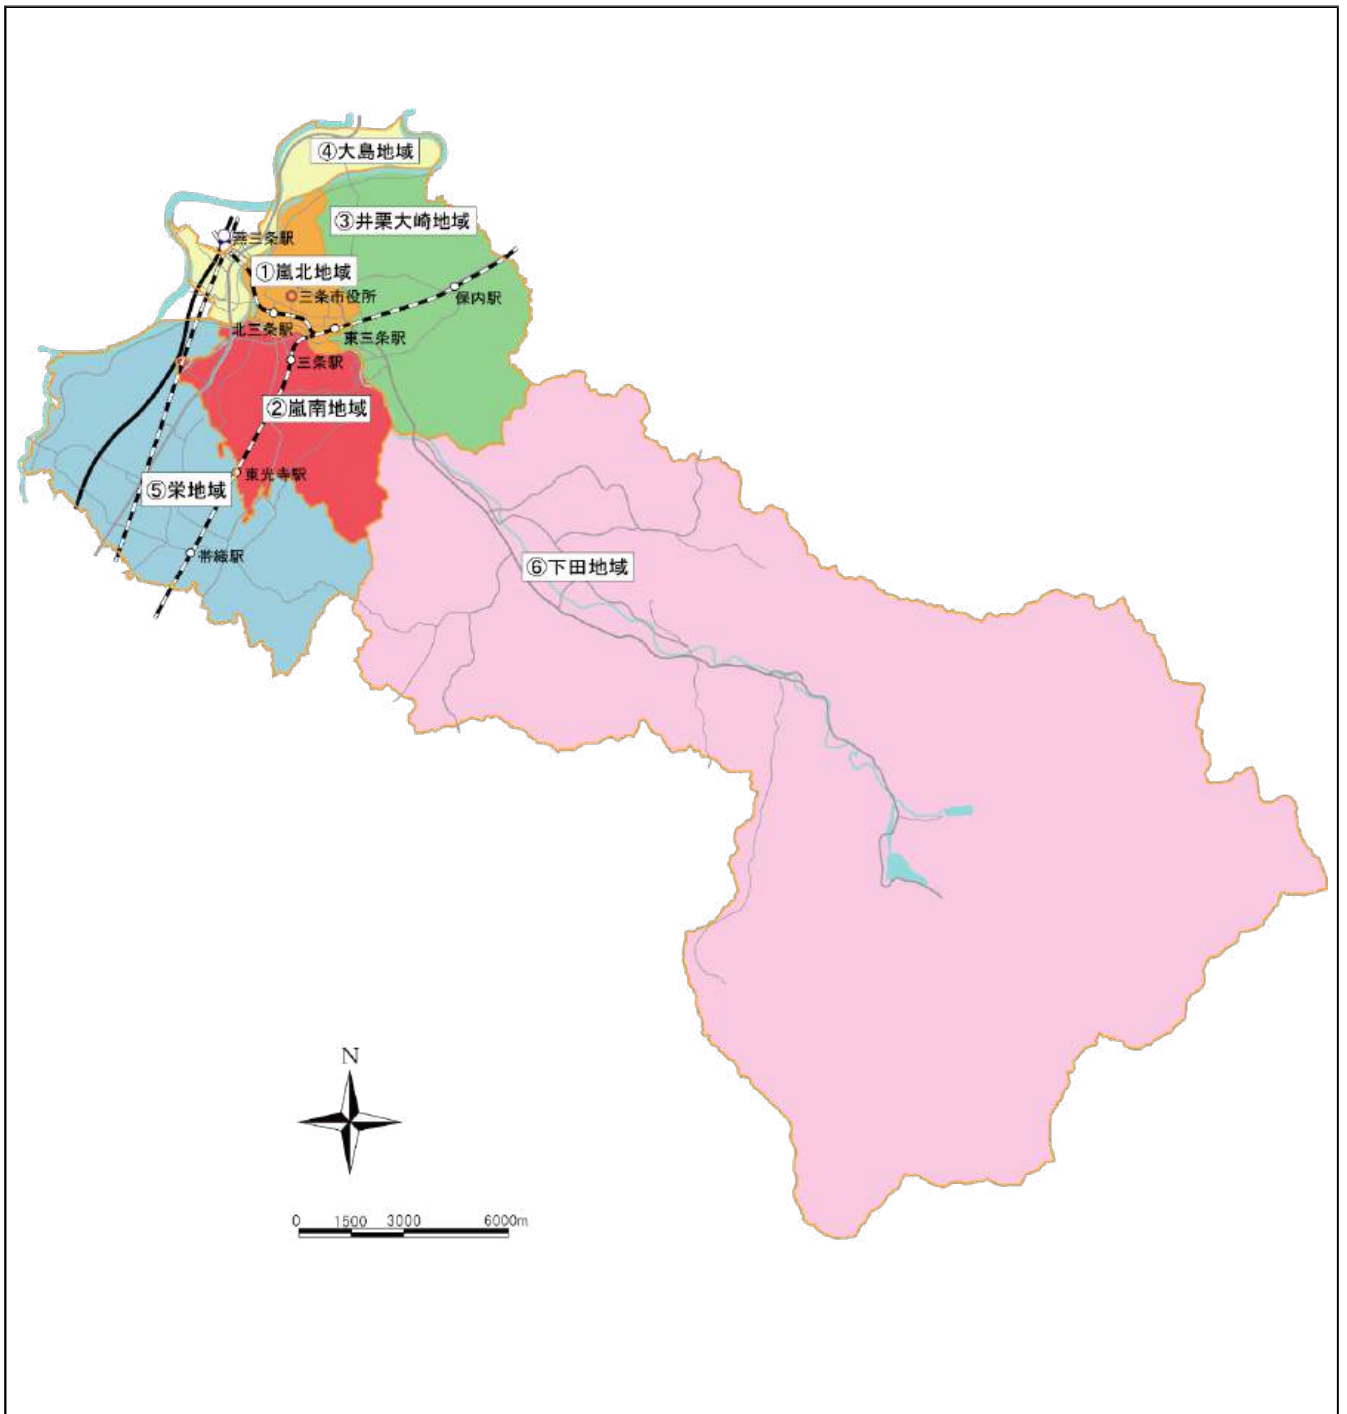 ④大島地域
③井栗大崎地域
燕三条駅
①嵐北地域
三条市役所
保内駅
北三条駅
東三条駅
三条駅
②嵐南地域
東光寺駅
⑤栄地域
帯織駅
⑥下田地域
N
0 1500 3000 6000m